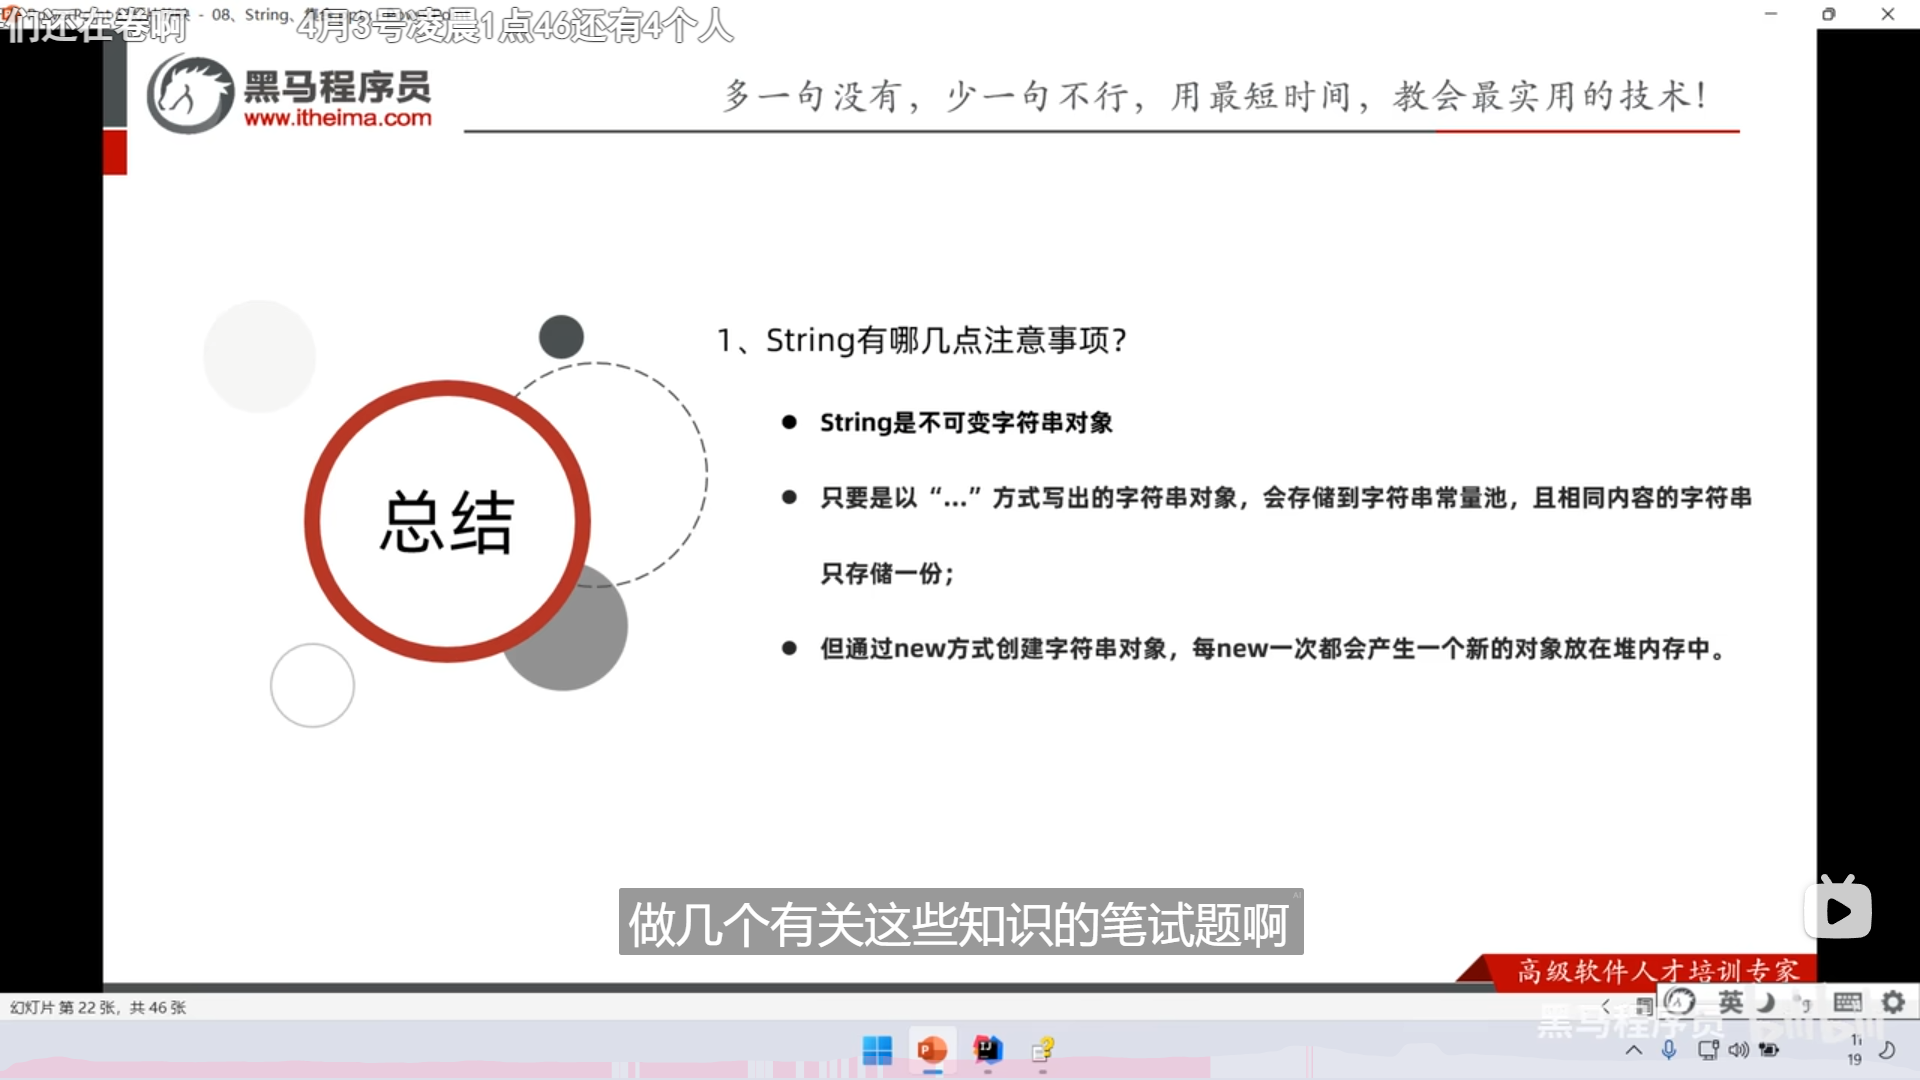 们还在卷啊
4月3号凌晨1点46还有4个人
- 08、String、
黑马程序员
www.itheima.com
多一句没有，少一句不行，用最短时间，教会最实用的技术！
总结
1、String有哪几点注意事项？
● String是不可变字符串对象
● 只要是以“...”方式写出的字符串对象，会存储到字符串常量池，且相同内容的字符串
只存储一份；
● 但通过new方式创建字符串对象，每new一次都会产生一个新的对象放在堆内存中。
做几个有关这些知识的笔试题啊
AI
高级软件人才培训专家
幻灯片 第 22 张，共 46 张
英
黑马程序员
bilibili
19